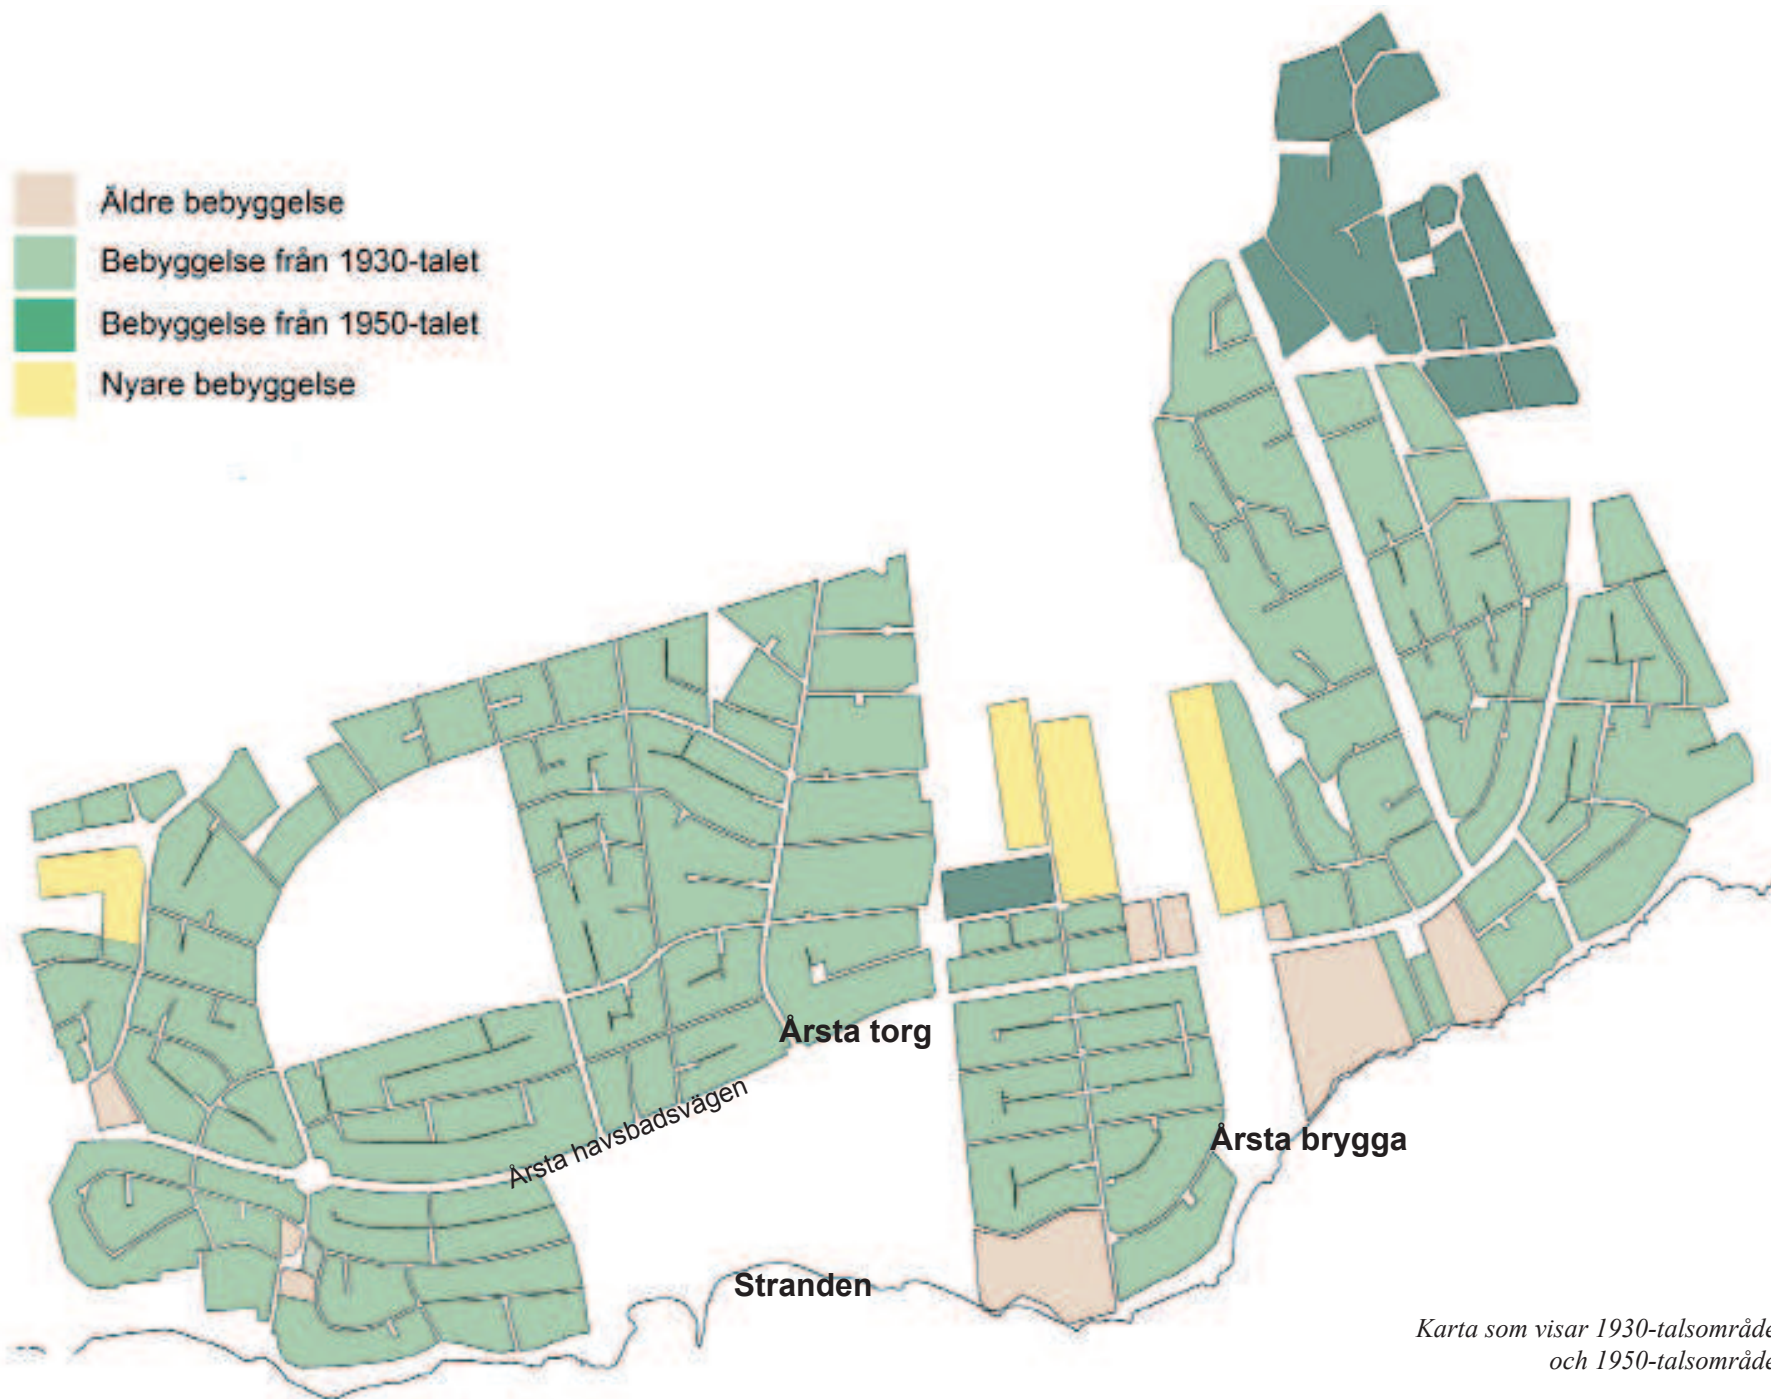 Äldre bebyggelse
Bebyggelse från 1930-talet
Bebyggelse från 1950-talet
Nyare bebyggelse
Årsta torg
Årsta havsbadsvägen
Årsta brygga
Stranden
Karta som visar 1930-talsområde
och 1950-talsområde